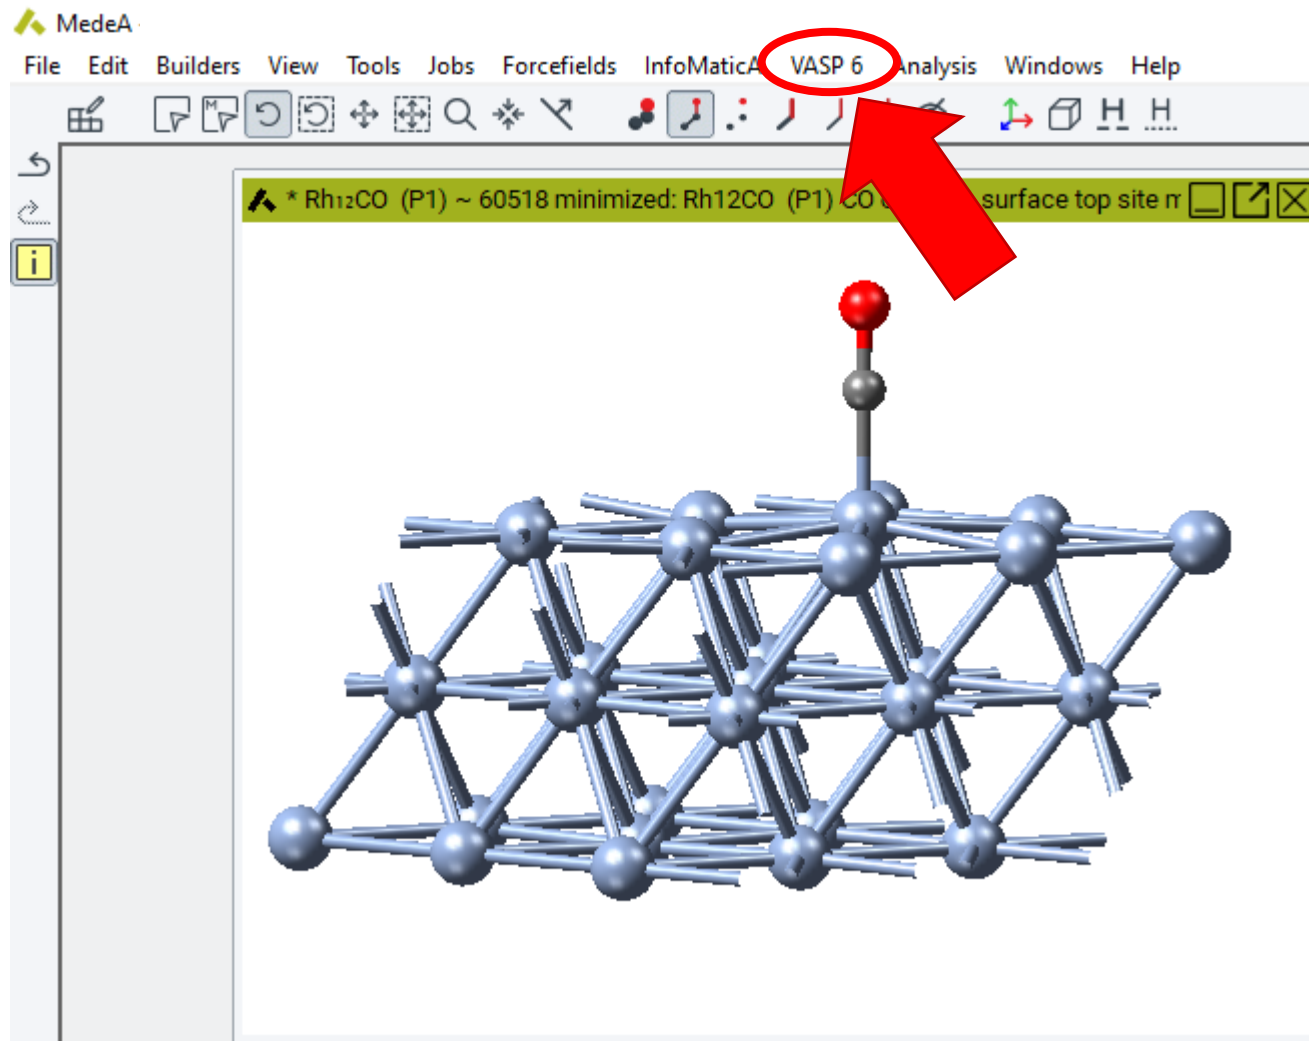 MedeA
File Edit Builders View Tools Jobs Forcefields InfoMaticA VASP 6 Analysis Windows Help
M H H
* Rh₁₂CO (P1) ~ 60518 minimized: Rh12CO (P1) CO surface top site m
i